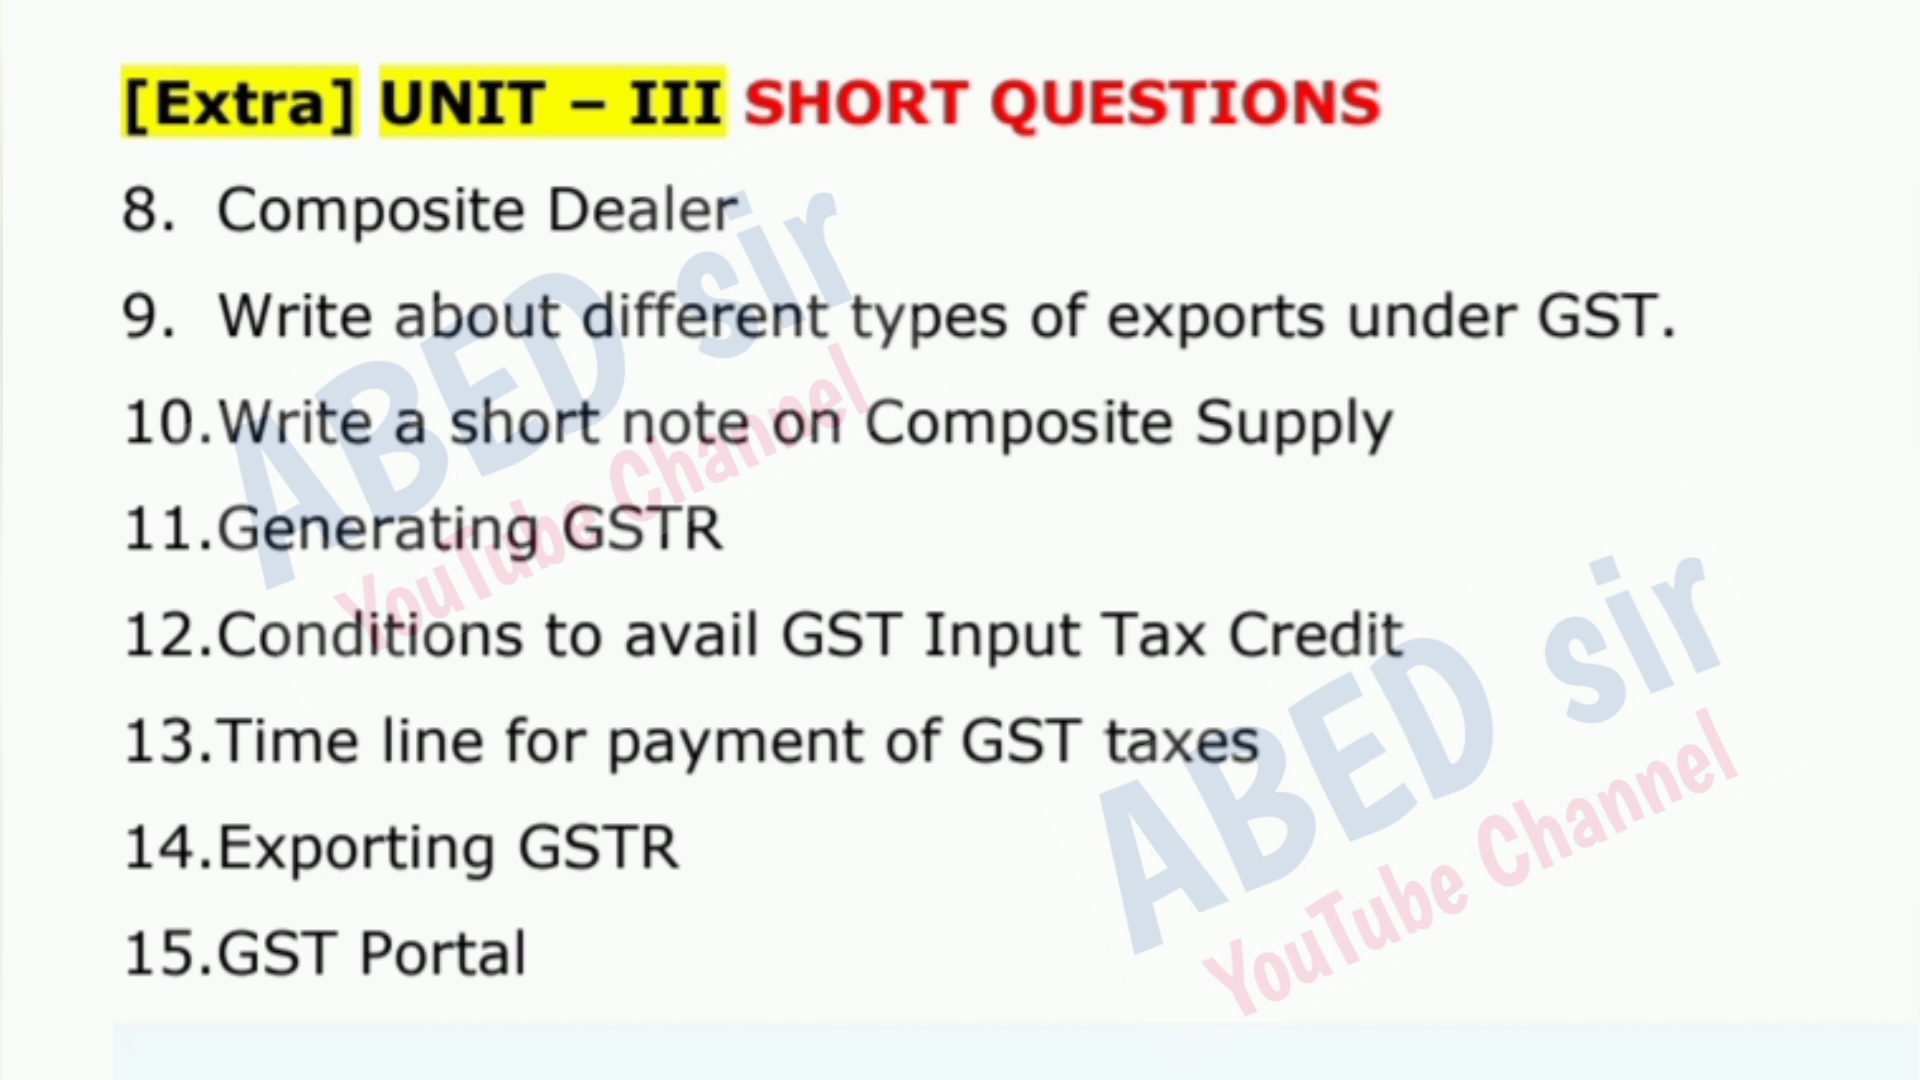 [Extra] UNIT – III SHORT QUESTIONS
8. Composite Dealer
9. Write about different types of exports under GST.
10.Write a short note on Composite Supply
11.Generating GSTR
12.Conditions to avail GST Input Tax Credit
13.Time line for payment of GST taxes
14.Exporting GSTR
15.GST Portal
ABED sir
YouTube Channel
ABED sir
YouTube Channel